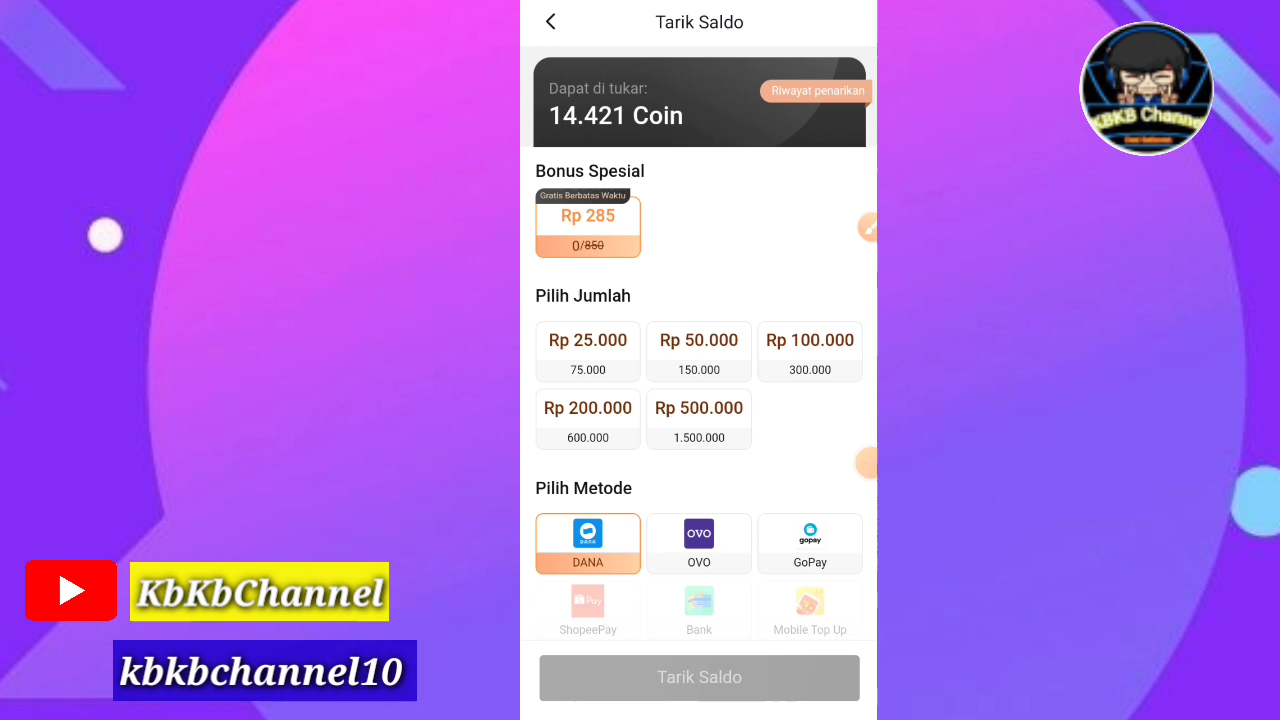 Tarik Saldo
Dapat di tukar:
14.421 Coin
Riwayat penarikan
Bonus Spesial
Gratis Berbatas Waktu
Rp 285
0/850
Pilih Jumlah
Rp 25.000
75.000
Rp 50.000
150.000
Rp 100.000
300.000
Rp 200.000
600.000
Rp 500.000
1.500.000
Pilih Metode
DANA
DANA
OVO
OVO
gopay
GoPay
Pay
ShopeePay
Bank
Mobile Top Up
Tarik Saldo
KBKB Channel
KbKbChannel
kbkbchannel10